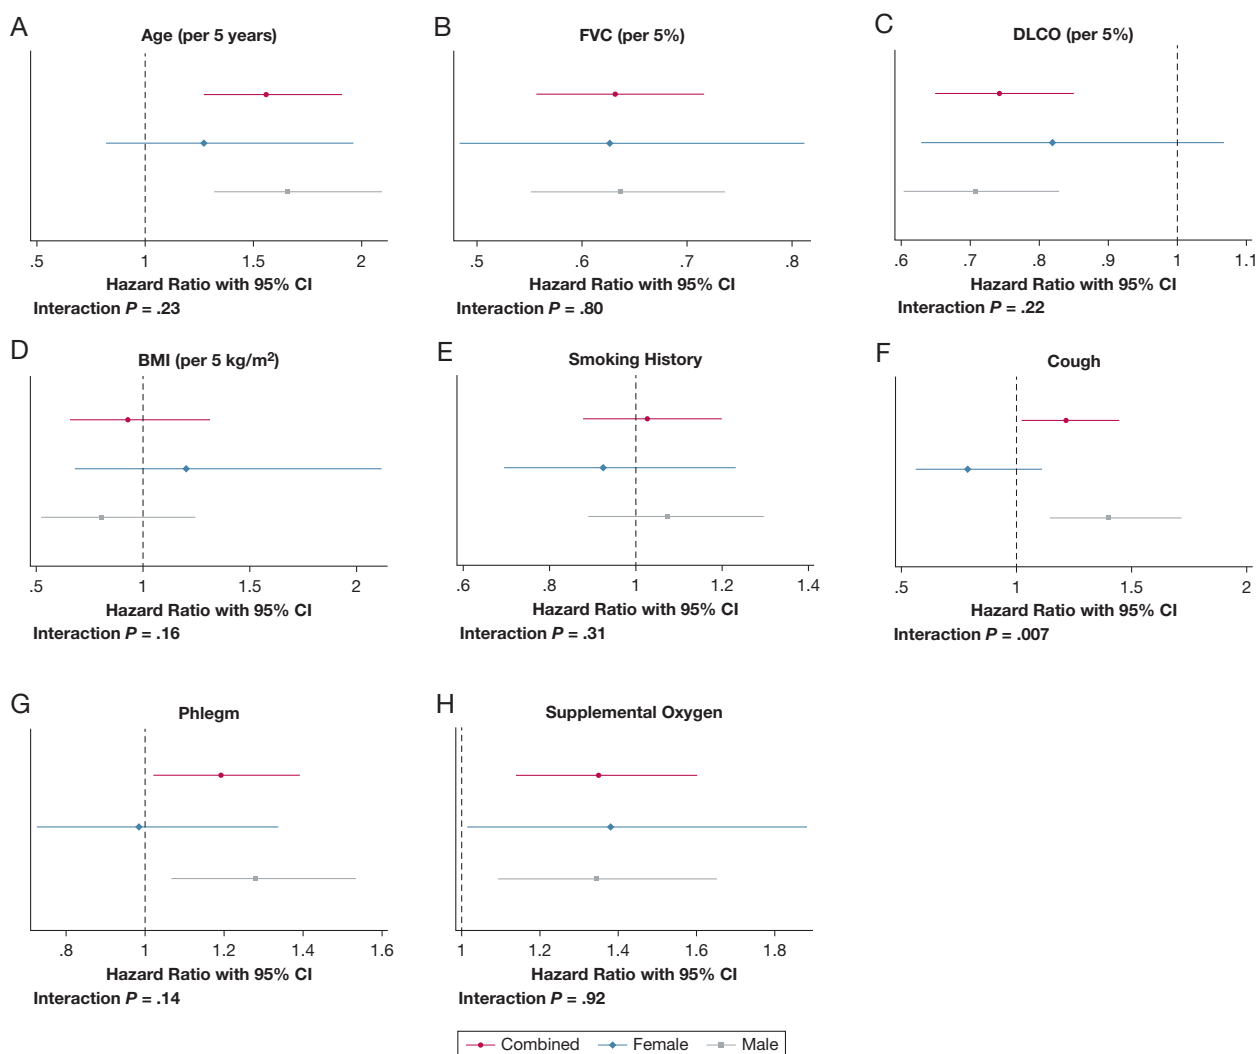 A
Age (per 5 years)
.5 1 1.5 2
Hazard Ratio with 95% CI
Interaction P = .23
B
FVC (per 5%)
.5 .6 .7 .8
Hazard Ratio with 95% CI
Interaction P = .80
C
DLCO (per 5%)
.6 .7 .8 .9 1 1.1
Hazard Ratio with 95% CI
Interaction P = .22
D
BMI (per 5 kg/m²)
.5 1 1.5 2
Hazard Ratio with 95% CI
Interaction P = .16
E
Smoking History
.6 .8 1 1.2 1.4
Hazard Ratio with 95% CI
Interaction P = .31
F
Cough
.5 1 1.5 2
Hazard Ratio with 95% CI
Interaction P = .007
G
Phlegm
.8 1 1.2 1.4 1.6
Hazard Ratio with 95% CI
Interaction P = .14
H
Supplemental Oxygen
1 1.2 1.4 1.6 1.8
Hazard Ratio with 95% CI
Interaction P = .92
Combined Female Male